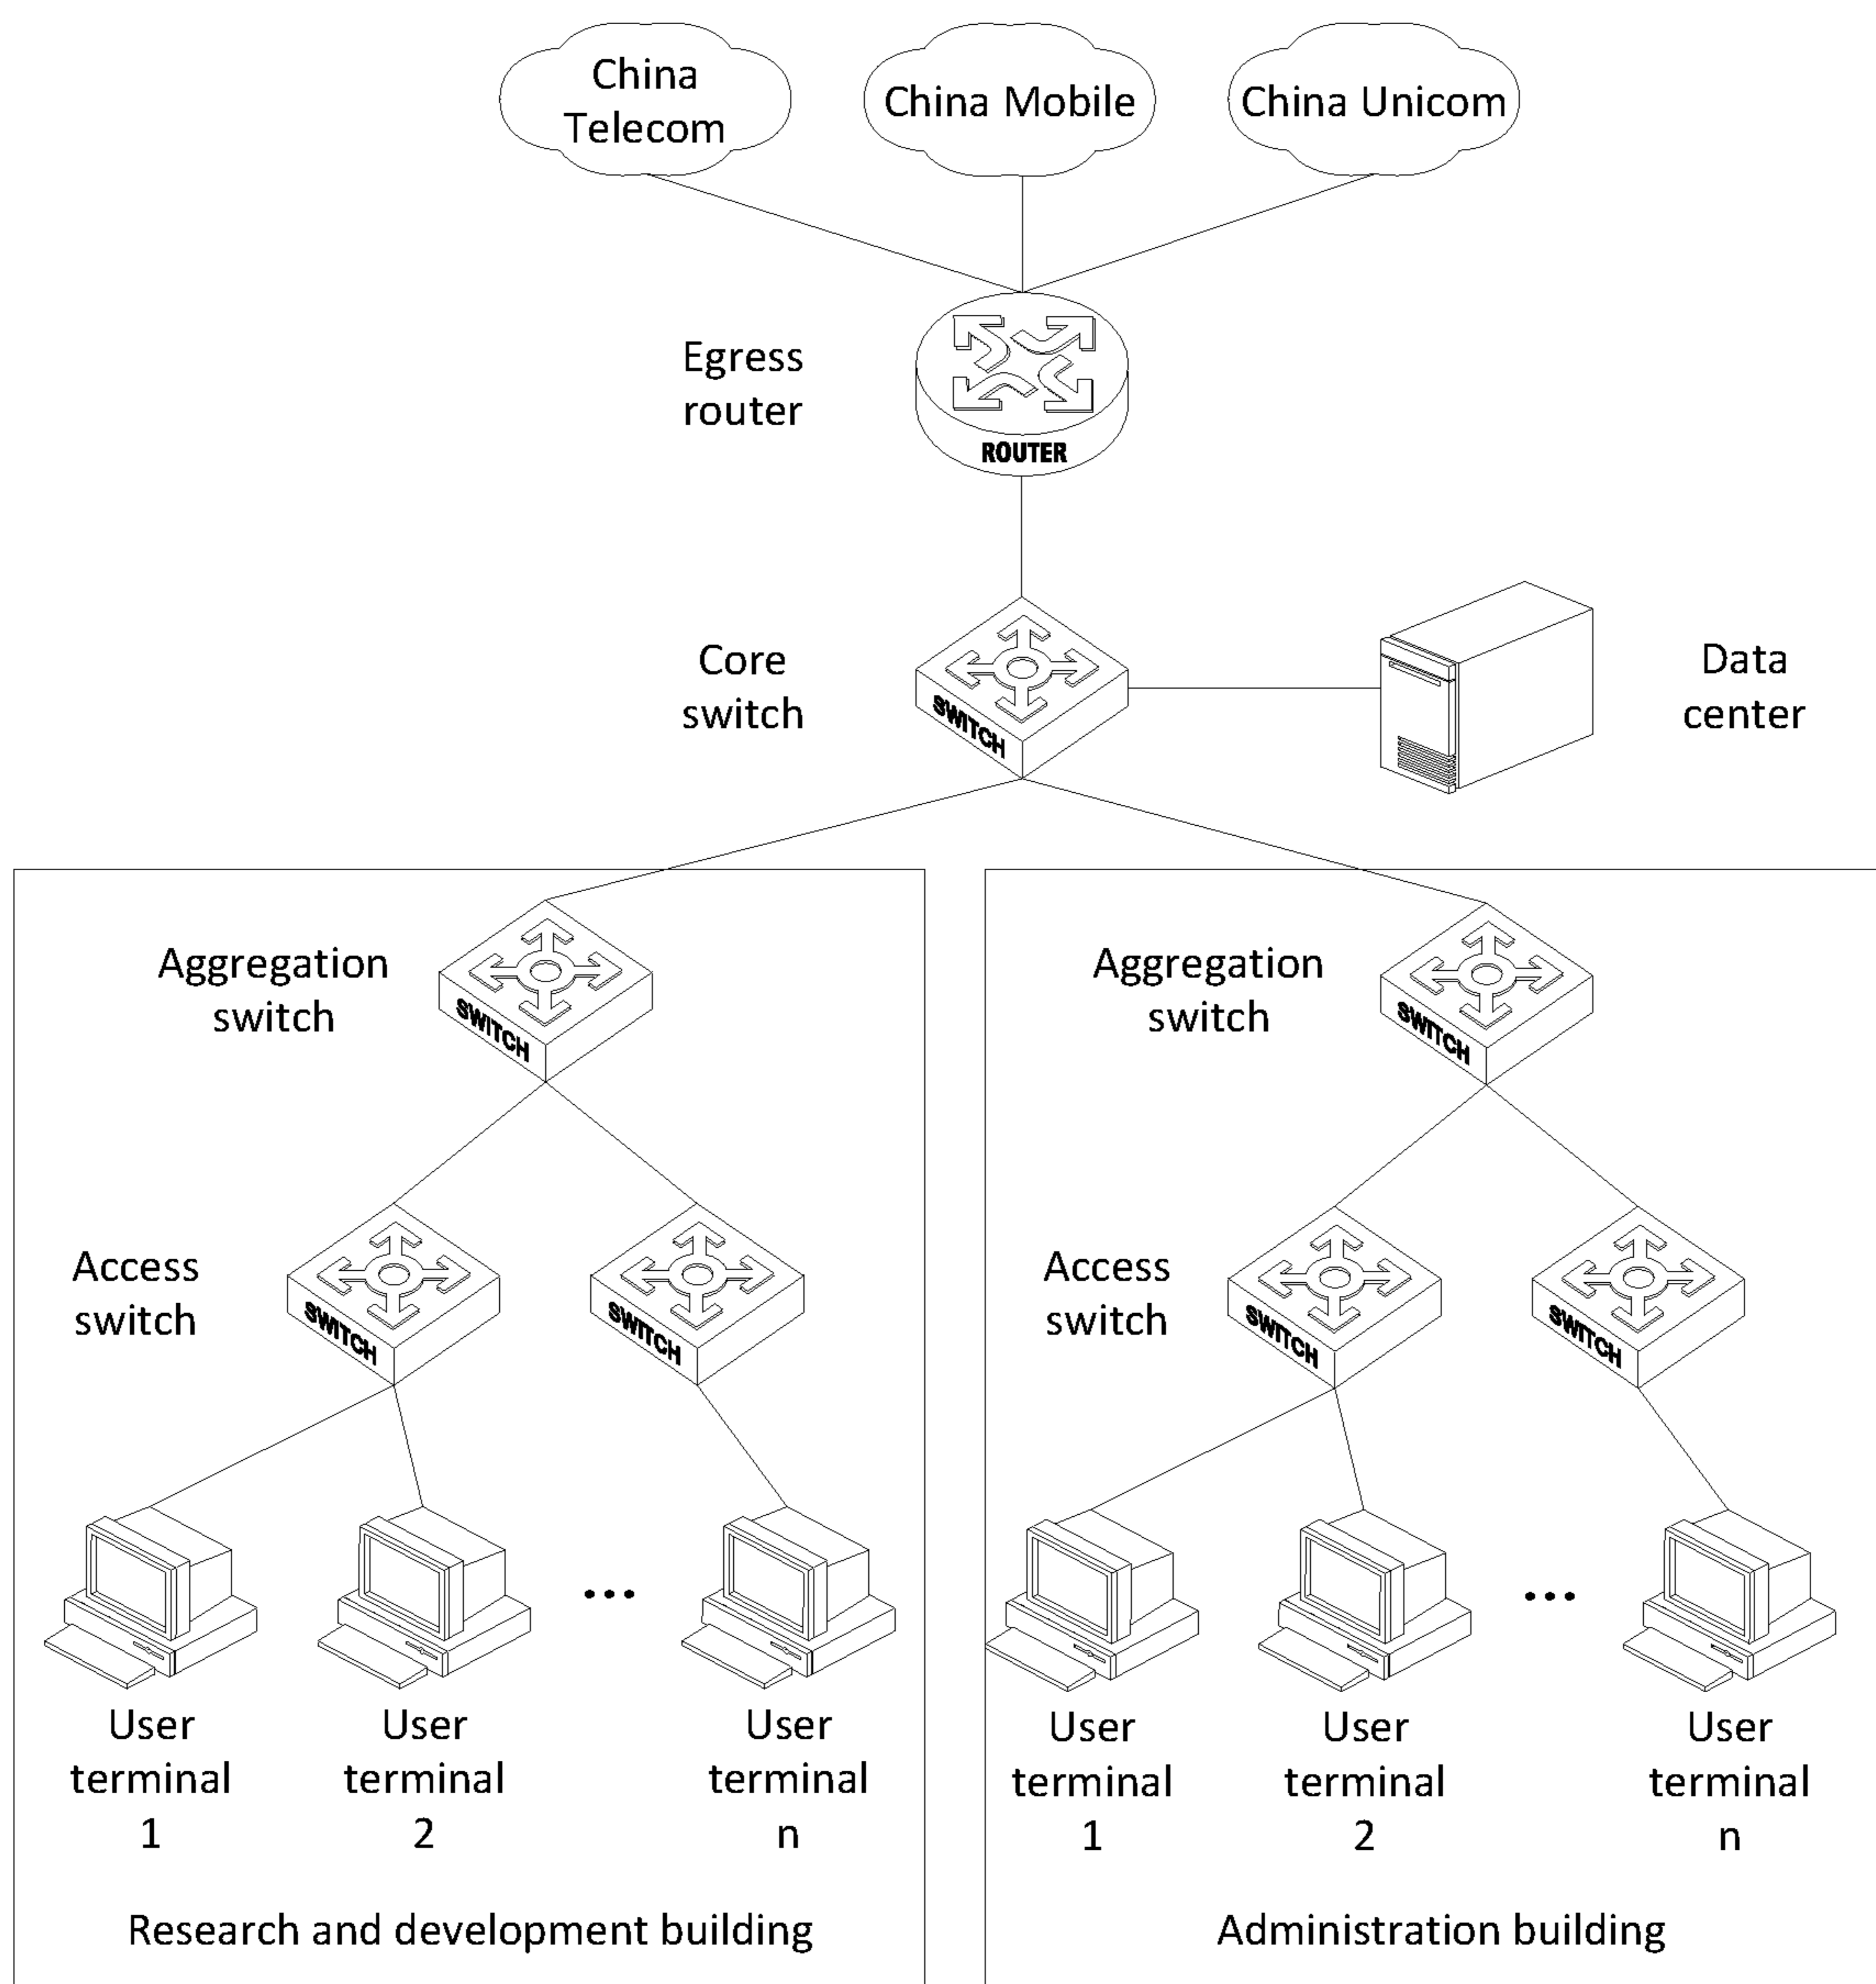 China
Telecom
China Mobile
China Unicom
Egress
router
ROUTER
Core
switch
SWITCH
Data
center
Aggregation
switch
SWITCH
Aggregation
switch
SWITCH
Access
switch
SWITCH
SWITCH
Access
switch
SWITCH
SWITCH
User
terminal
1
User
terminal
2
...
User
terminal
n
User
terminal
1
User
terminal
2
...
User
terminal
n
Research and development building
Administration building